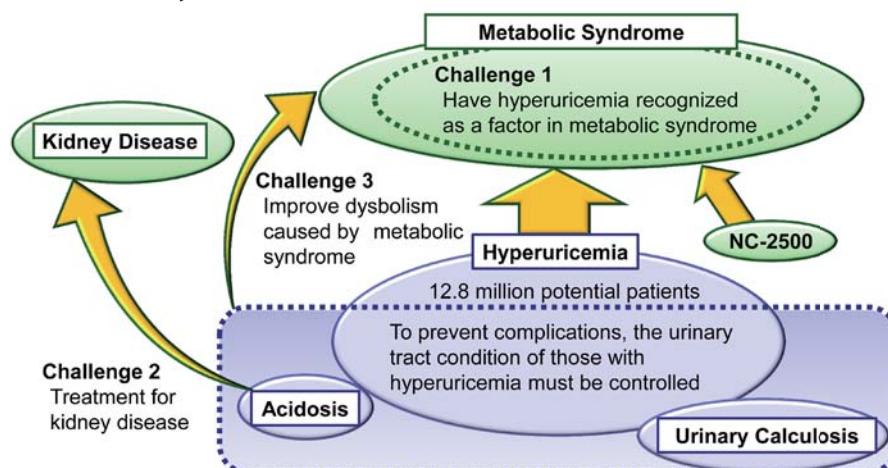 Metabolic Syndrome
Challenge 1
Have hyperuricemia recognized
as a factor in metabolic syndrome
Kidney Disease
Challenge 3
Improve dysbolism
caused by metabolic
syndrome
NC-2500
Hyperuricemia
12.8 million potential patients
To prevent complications, the urinary
tract condition of those with
hyperuricemia must be controlled
Challenge 2
Treatment for
kidney disease
Acidosis
Urinary Calculosis